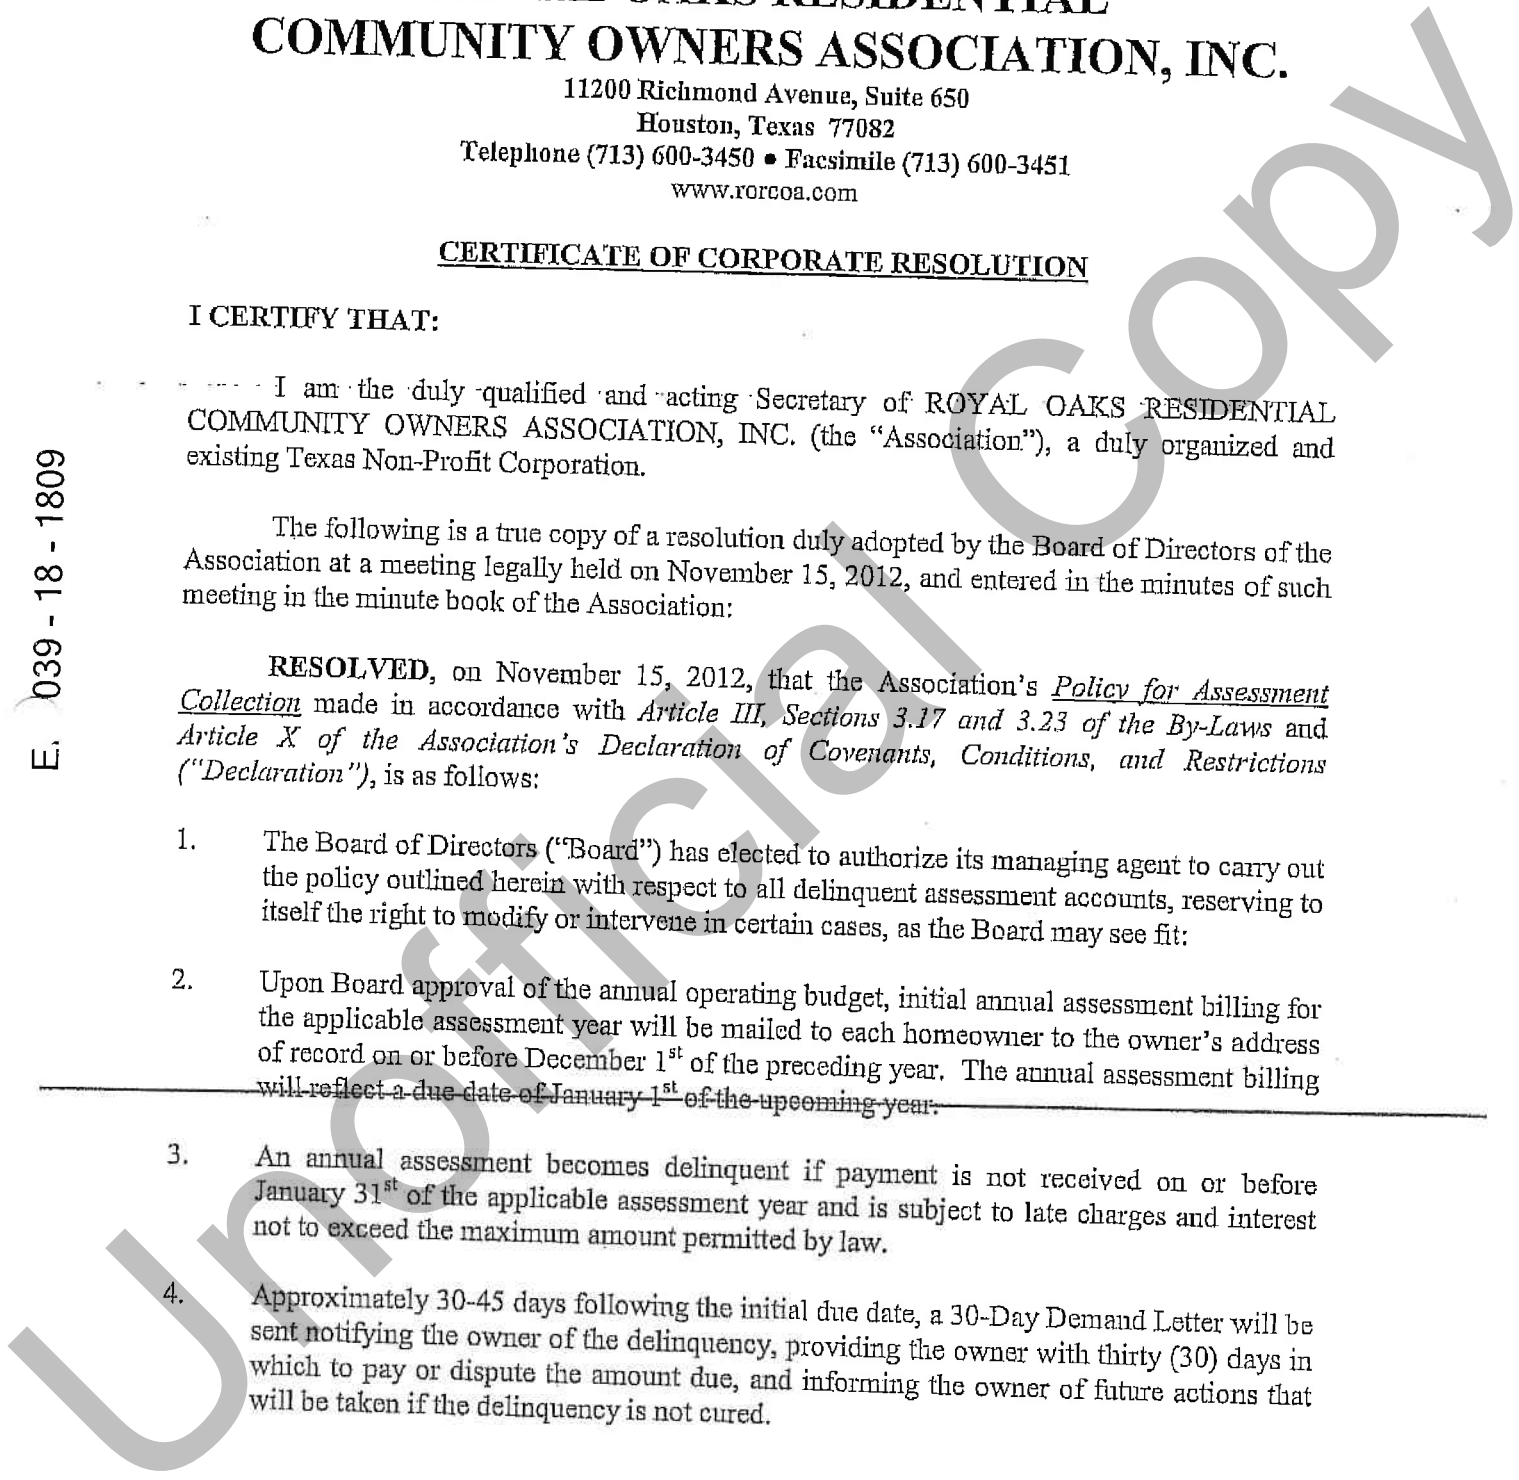 OAKS RESIDENTIAL
COMMUNITY OWNERS ASSOCIATION, INC.
11200 Richmond Avenue, Suite 650
Houston, Texas 77082
Telephone (713) 600-3450 • Facsimile (713) 600-3451
www.rorcoa.com
CERTIFICATE OF CORPORATE RESOLUTION
I CERTIFY THAT:
I am the duly qualified and acting Secretary of ROYAL OAKS RESIDENTIAL
COMMUNITY OWNERS ASSOCIATION, INC. (the “Association”), a duly organized and
existing Texas Non-Profit Corporation.
The following is a true copy of a resolution duly adopted by the Board of Directors of the
Association at a meeting legally held on November 15, 2012, and entered in the minutes of such
meeting in the minute book of the Association:
RESOLVED, on November 15, 2012, that the Association’s Policy for Assessment
Collection made in accordance with Article III, Sections 3.17 and 3.23 of the By-Laws and
Article X of the Association’s Declaration of Covenants, Conditions, and Restrictions
(“Declaration”), is as follows:
1. The Board of Directors (“Board”) has elected to authorize its managing agent to carry out
the policy outlined herein with respect to all delinquent assessment accounts, reserving to
itself the right to modify or intervene in certain cases, as the Board may see fit:
2. Upon Board approval of the annual operating budget, initial annual assessment billing for
the applicable assessment year will be mailed to each homeowner to the owner’s address
of record on or before December 1st of the preceding year. The annual assessment billing
will reflect a due date of January 1st of the upcoming year.
3. An annual assessment becomes delinquent if payment is not received on or before
January 31st of the applicable assessment year and is subject to late charges and interest
not to exceed the maximum amount permitted by law.
4. Approximately 30-45 days following the initial due date, a 30-Day Demand Letter will be
sent notifying the owner of the delinquency, providing the owner with thirty (30) days in
which to pay or dispute the amount due, and informing the owner of future actions that
will be taken if the delinquency is not cured.
E. 039 - 18 - 1809
Unofficial Copy